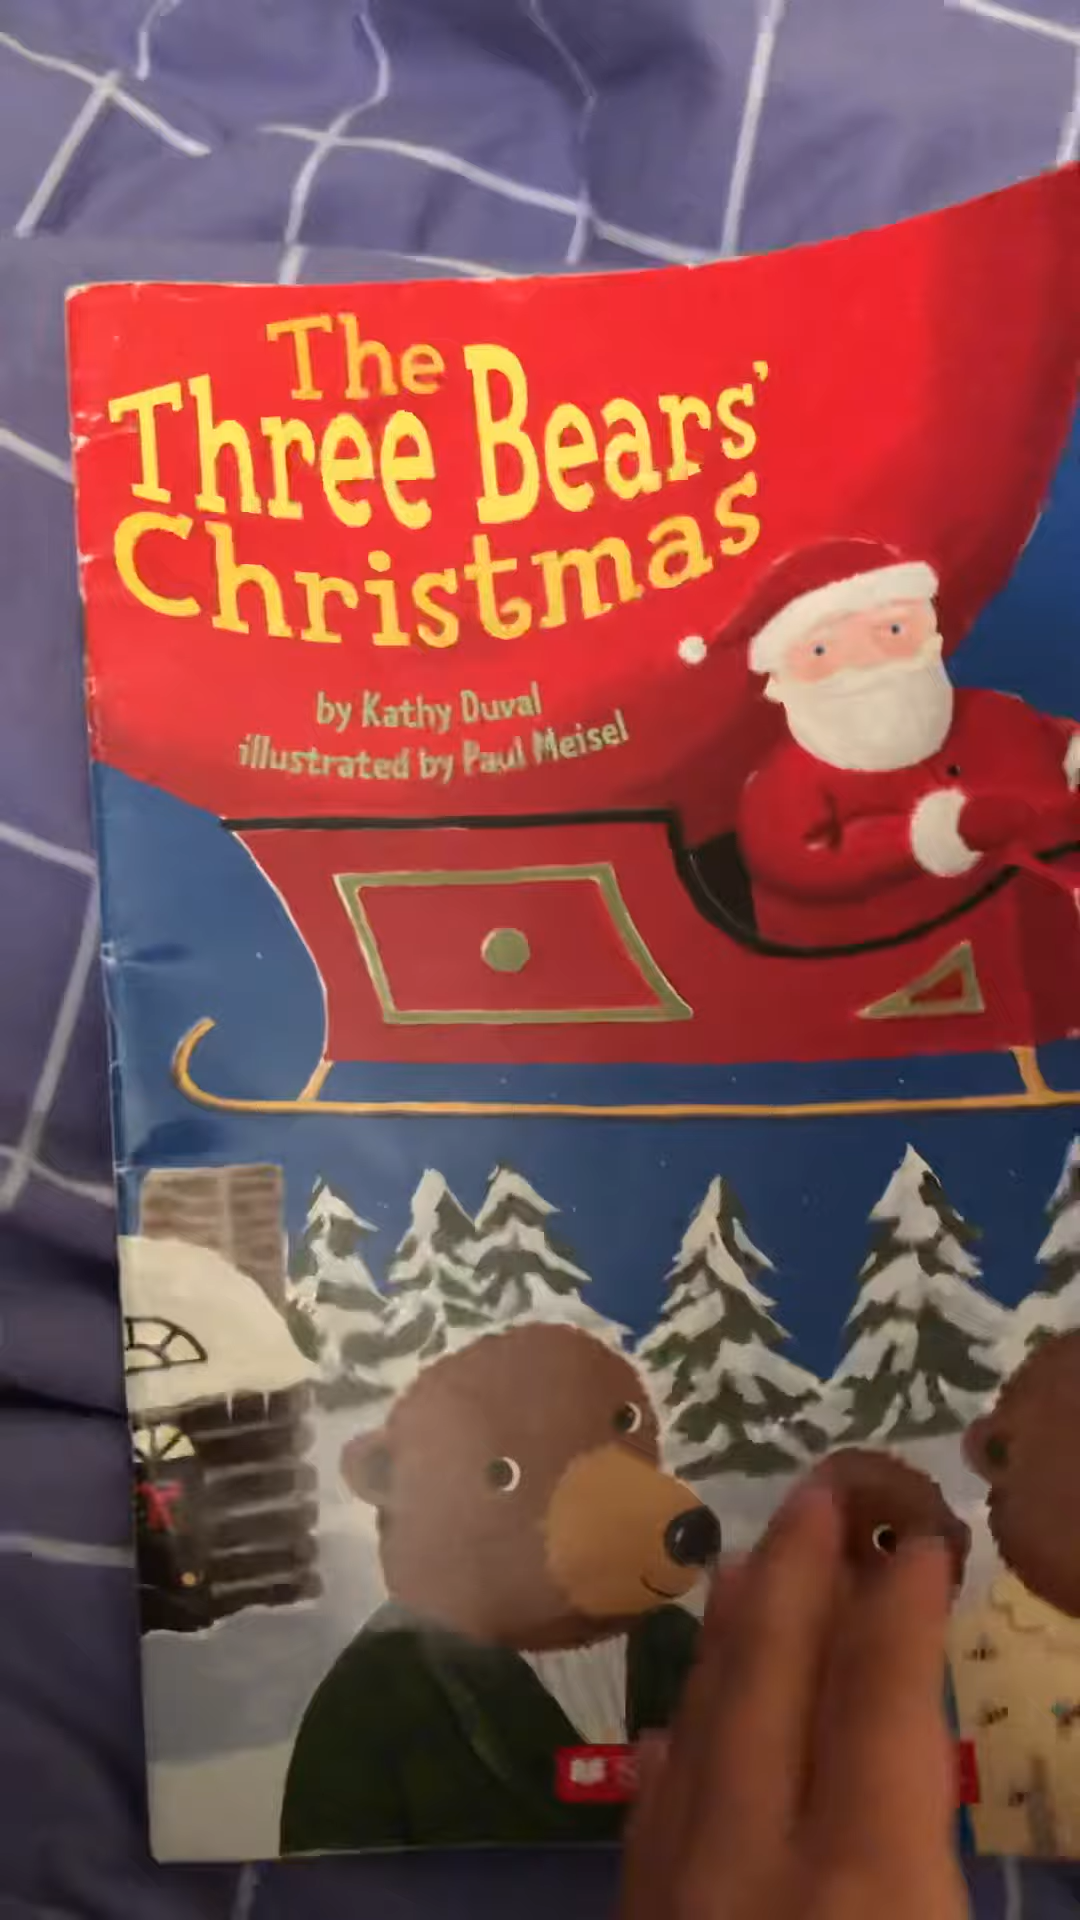 The
Three Bears'
Christmas
by Kathy Duval
illustrated by Paul Meisel